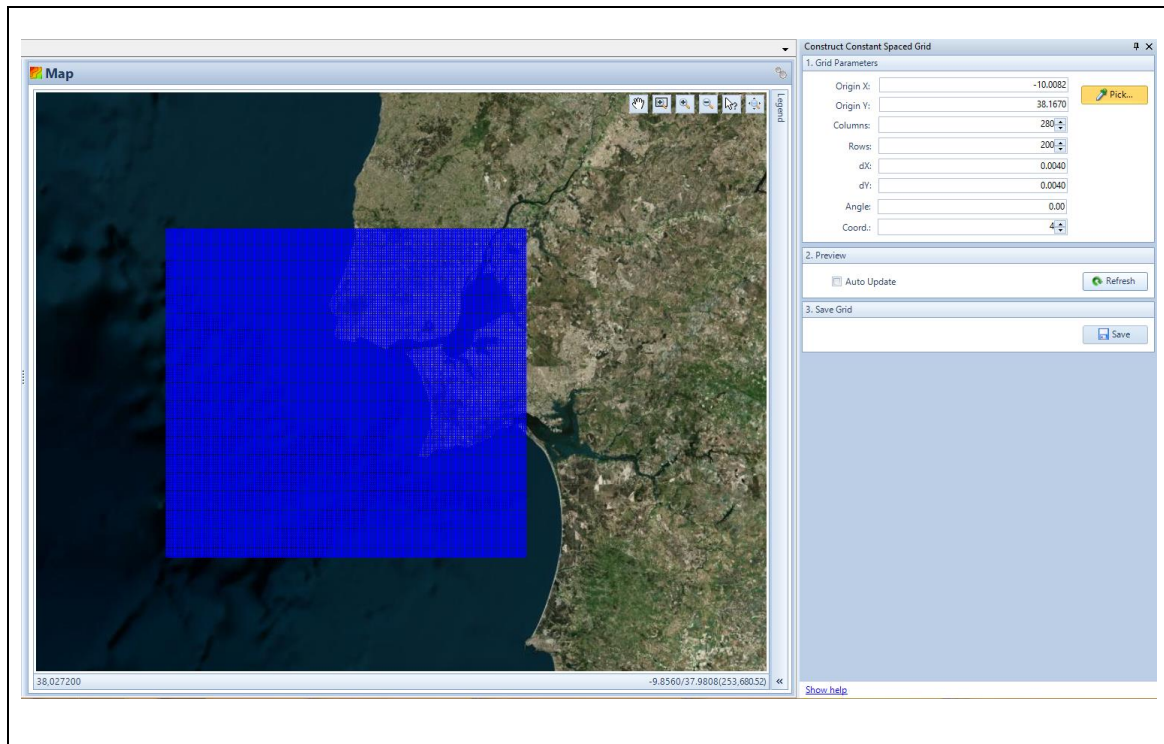 Construct Constant Spaced Grid
Map
Legend
1. Grid Parameters
Origin X: -10.0082
Pick...
Origin Y: 38.1670
Columns: 280
Rows: 200
dX: 0.0040
dY: 0.0040
Angle: 0.00
Coord.: 4
2. Preview
Auto Update
Refresh
3. Save Grid
Save
38,027200
-9.8560/37.9808(253,680.52)
Show help